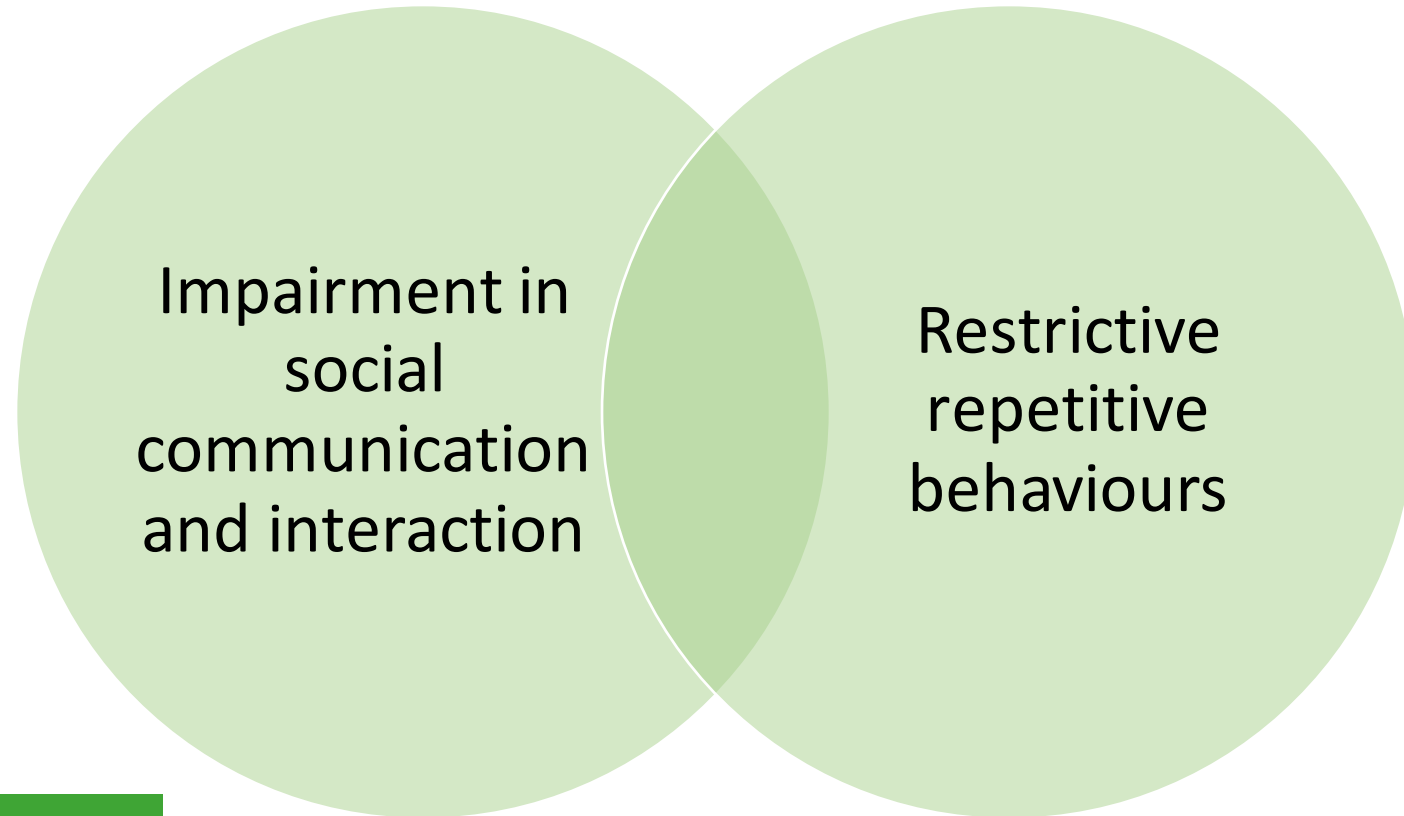 Impairment in
social
communication
and interaction
Restrictive
repetitive
behaviours